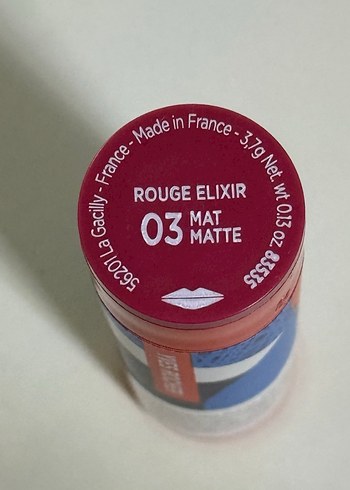 56201 La Gacilly - France - Made in France - 3,7g Net. wt 0.13 oz 83535
ROUGE ELIXIR
03 MAT
MATTE